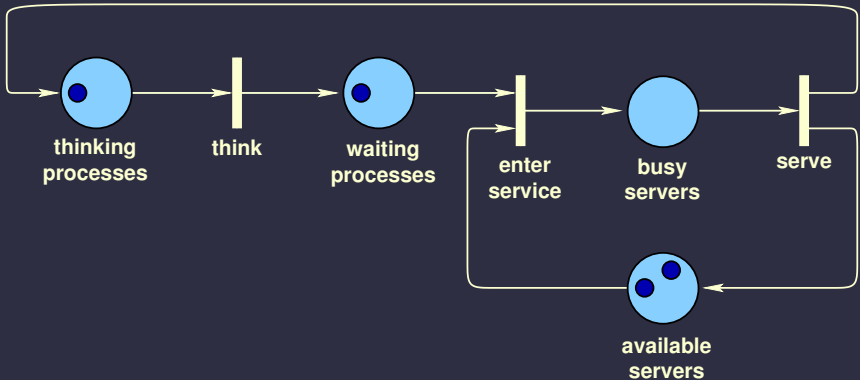 thinking
processes
think
waiting
processes
enter
service
busy
servers
serve
available
servers